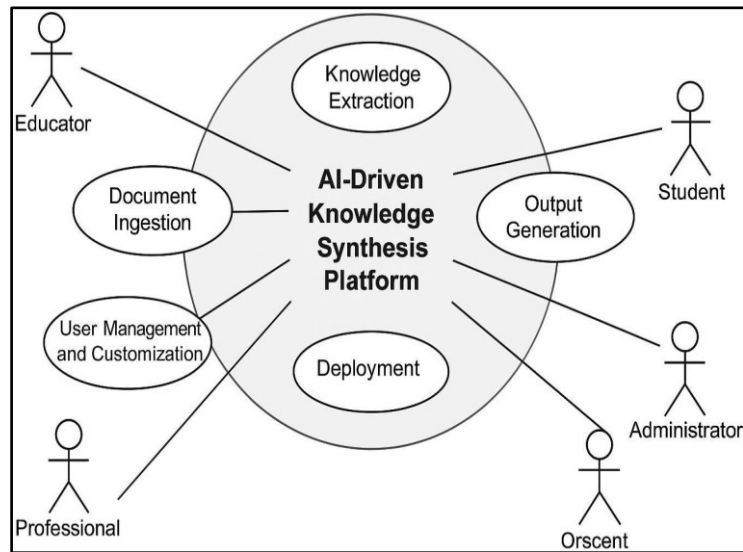 Knowledge
Extraction
Educator
Student
AI-Driven
Knowledge
Synthesis
Platform
Document
Ingestion
Output
Generation
User Management
and Customization
Deployment
Administrator
Professional
Orscent